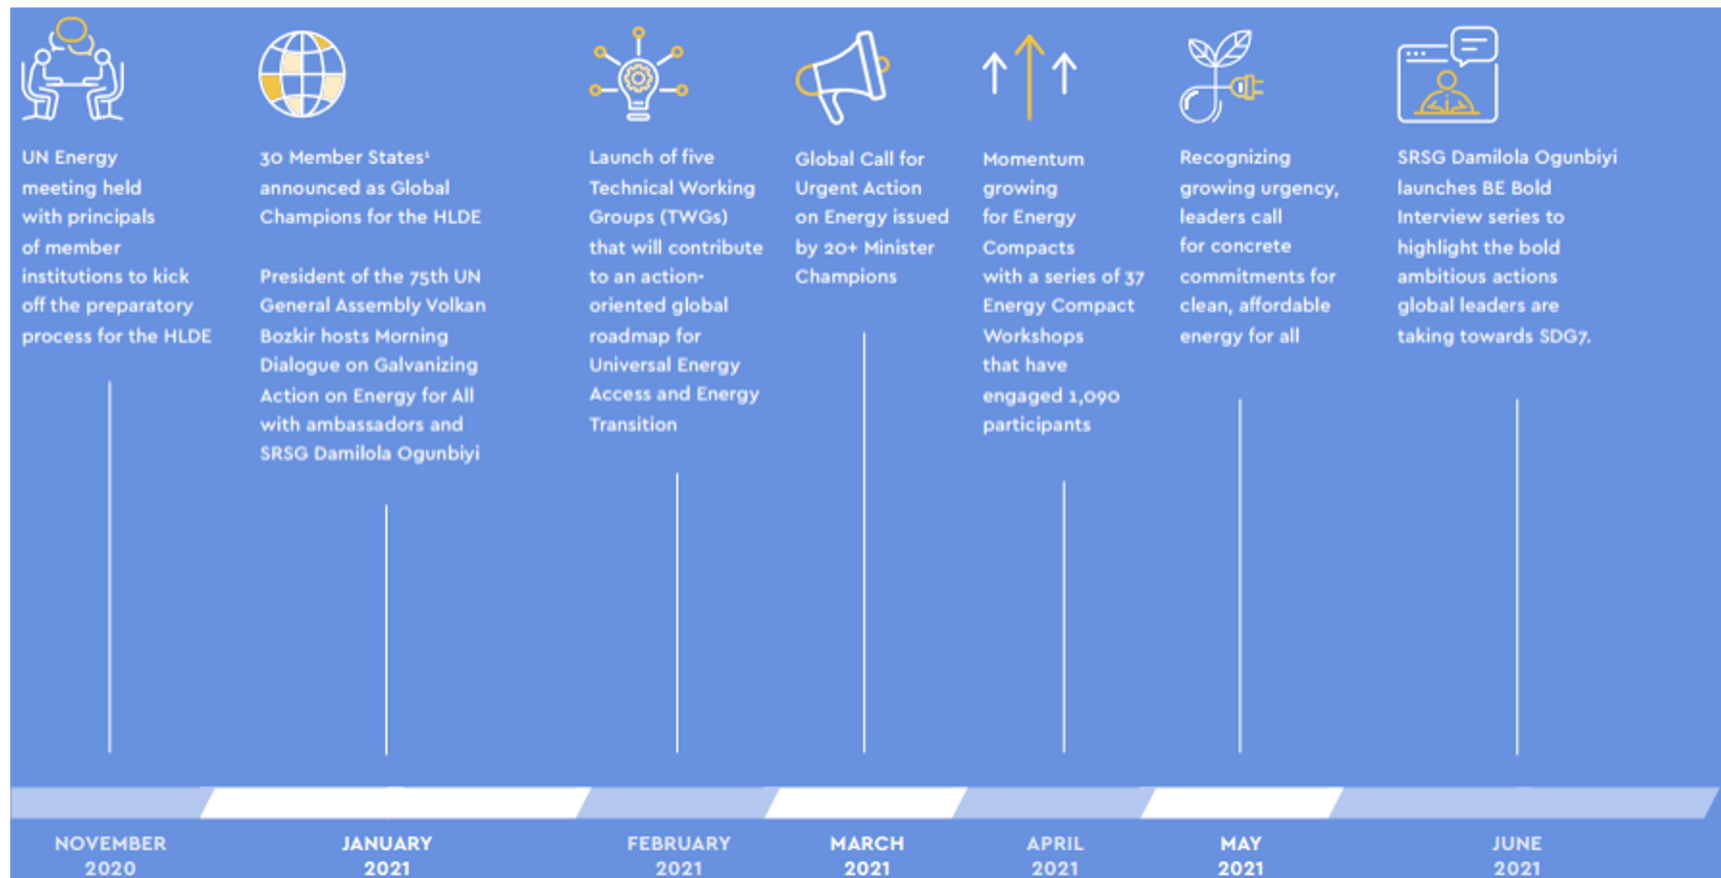 UN Energy
meeting held
with principals
of member
institutions to kick
off the preparatory
process for the HLDE
30 Member States¹
announced as Global
Champions for the HLDE
President of the 75th UN
General Assembly Volkan
Bozkir hosts Morning
Dialogue on Galvanizing
Action on Energy for All
with ambassadors and
SRSG Damilola Ogunbiyi
Launch of five
Technical Working
Groups (TWGs)
that will contribute
to an action-
oriented global
roadmap for
Universal Energy
Access and Energy
Transition
Global Call for
Urgent Action
on Energy issued
by 20+ Minister
Champions
Momentum
growing
for Energy
Compacts
with a series of 37
Energy Compact
Workshops
that have
engaged 1,090
participants
Recognizing
growing urgency,
leaders call
for concrete
commitments for
clean, affordable
energy for all
SRSG Damilola Ogunbiyi
launches BE Bold
Interview series to
highlight the bold
ambitious actions
global leaders are
taking towards SDG7.
NOVEMBER
2020
JANUARY
2021
FEBRUARY
2021
MARCH
2021
APRIL
2021
MAY
2021
JUNE
2021